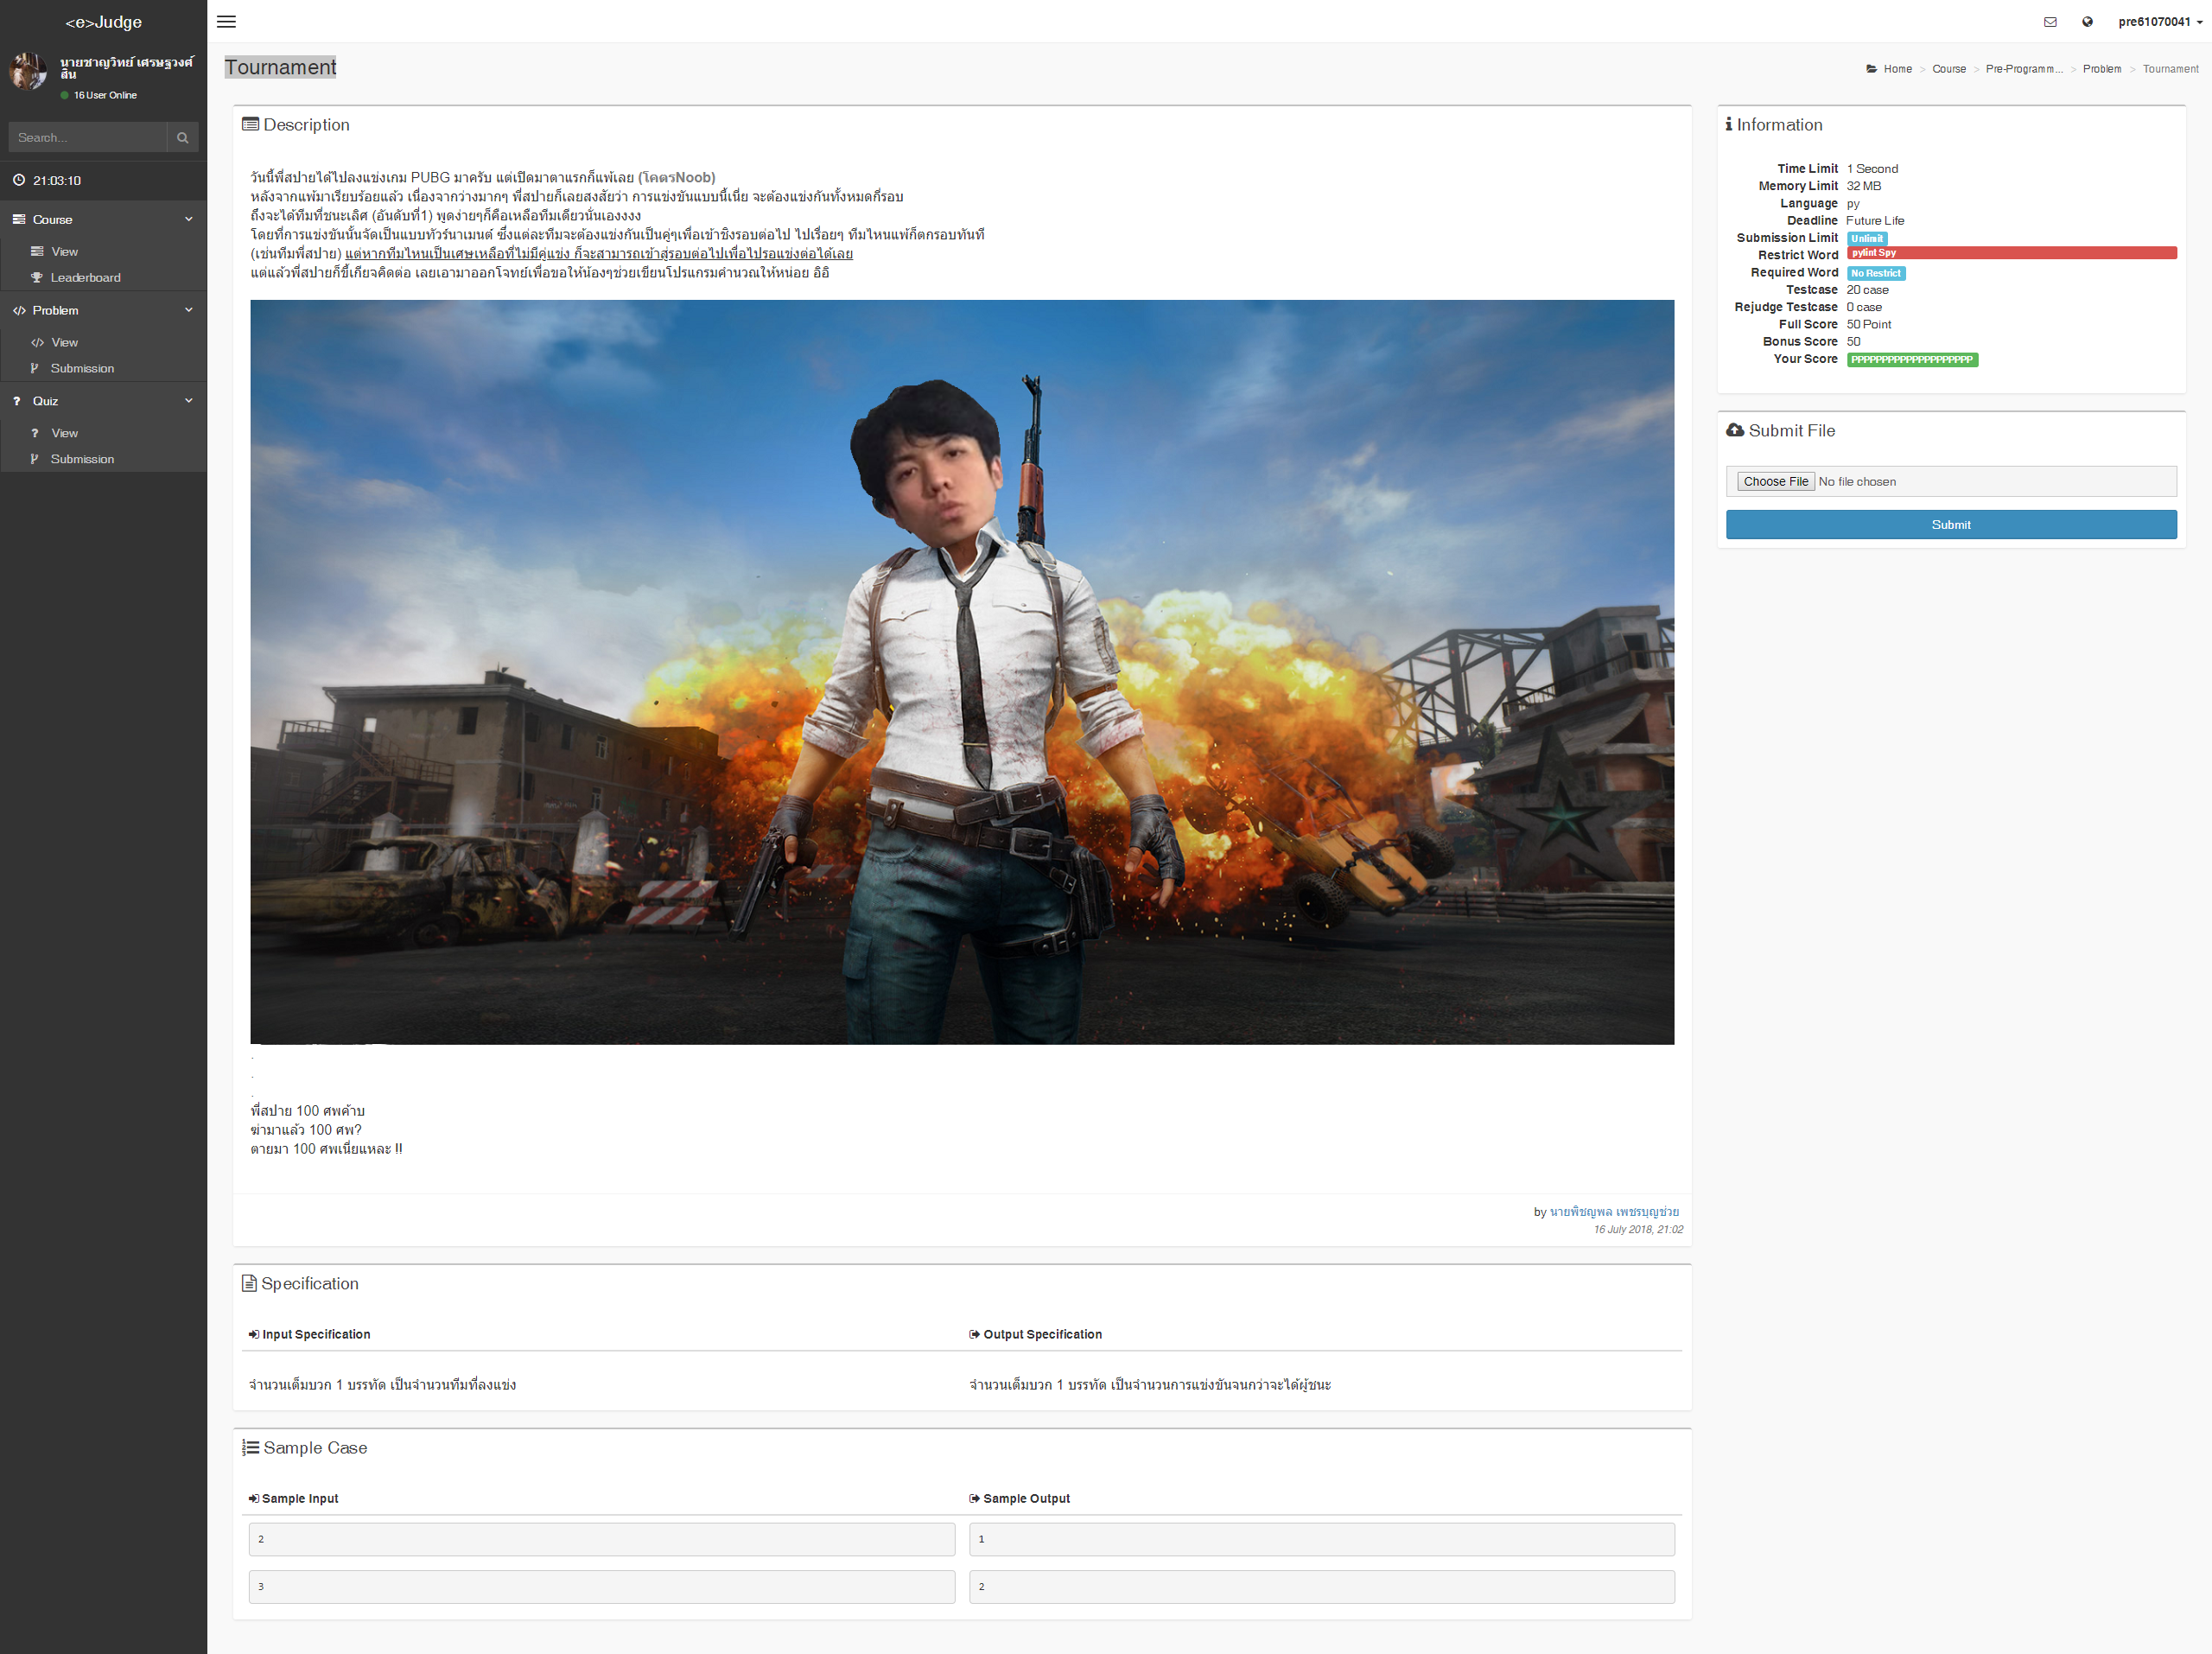 <e>Judge
pre61070041
นายชาญวิทย์ เศรษฐวงศ์
สิน
16 User Online
Search...
21:03:10
Course
View
Leaderboard
Problem
View
Submission
Quiz
View
Submission
Tournament
Home > Course > Pre-Programm... > Problem > Tournament
Description
วันนี้พี่สปายได้ไปลงแข่งเกม PUBG มาครับ แต่เปิดมาตาแรกก็แพ้เลย (โคตรNoob)
หลังจากแพ้มาเรียบร้อยแล้ว เนื่องจากว่างมากๆ พี่สปายก็เลยสงสัยว่า การแข่งขันแบบนี้เนี่ย จะต้องแข่งกันทั้งหมดกี่รอบ
ถึงจะได้ทีมที่ชนะเลิศ (อันดับที่1) พูดง่ายๆก็คือเหลือทีมเดียวนั่นเองงงง
โดยที่การแข่งขันนั้นจัดเป็นแบบทัวร์นาเมนต์ ซึ่งแต่ละทีมจะต้องแข่งกันเป็นคู่ๆเพื่อเข้าชิงรอบต่อไป ไปเรื่อยๆ ทีมไหนแพ้ก็ตกรอบทันที
(เช่นทีมพี่สปาย) แต่หากทีมไหนเป็นเศษเหลือที่ไม่มีคู่แข่ง ก็จะสามารถเข้าสู่รอบต่อไปเพื่อไปรอแข่งต่อได้เลย
แต่แล้วพี่สปายก็ขี้เกียจคิดต่อ เลยเอามาออกโจทย์เพื่อขอให้น้องๆช่วยเขียนโปรแกรมคำนวณให้หน่อย อิอิ
.
.
.
พี่สปาย 100 ศพค้าบ
ฆ่ามาแล้ว 100 ศพ?
ตายมา 100 ศพเนี่ยแหละ !!
by นายพิชญพล เพชรบุญช่วย
16 July 2018, 21:02
Specification
Input Specification
Output Specification
จำนวนเต็มบวก 1 บรรทัด เป็นจำนวนทีมที่ลงแข่ง
จำนวนเต็มบวก 1 บรรทัด เป็นจำนวนการแข่งขันจนกว่าจะได้ผู้ชนะ
Sample Case
Sample Input
Sample Output
2
1
3
2
Information
Time Limit 1 Second
Memory Limit 32 MB
Language py
Deadline Future Life
Submission Limit Unlimit
Restrict Word pylint Spy
Required Word No Restrict
Testcase 20 case
Rejudge Testcase 0 case
Full Score 50 Point
Bonus Score 50
Your Score PPPPPPPPPPPPPPPPPPPP
Submit File
Choose File No file chosen
Submit